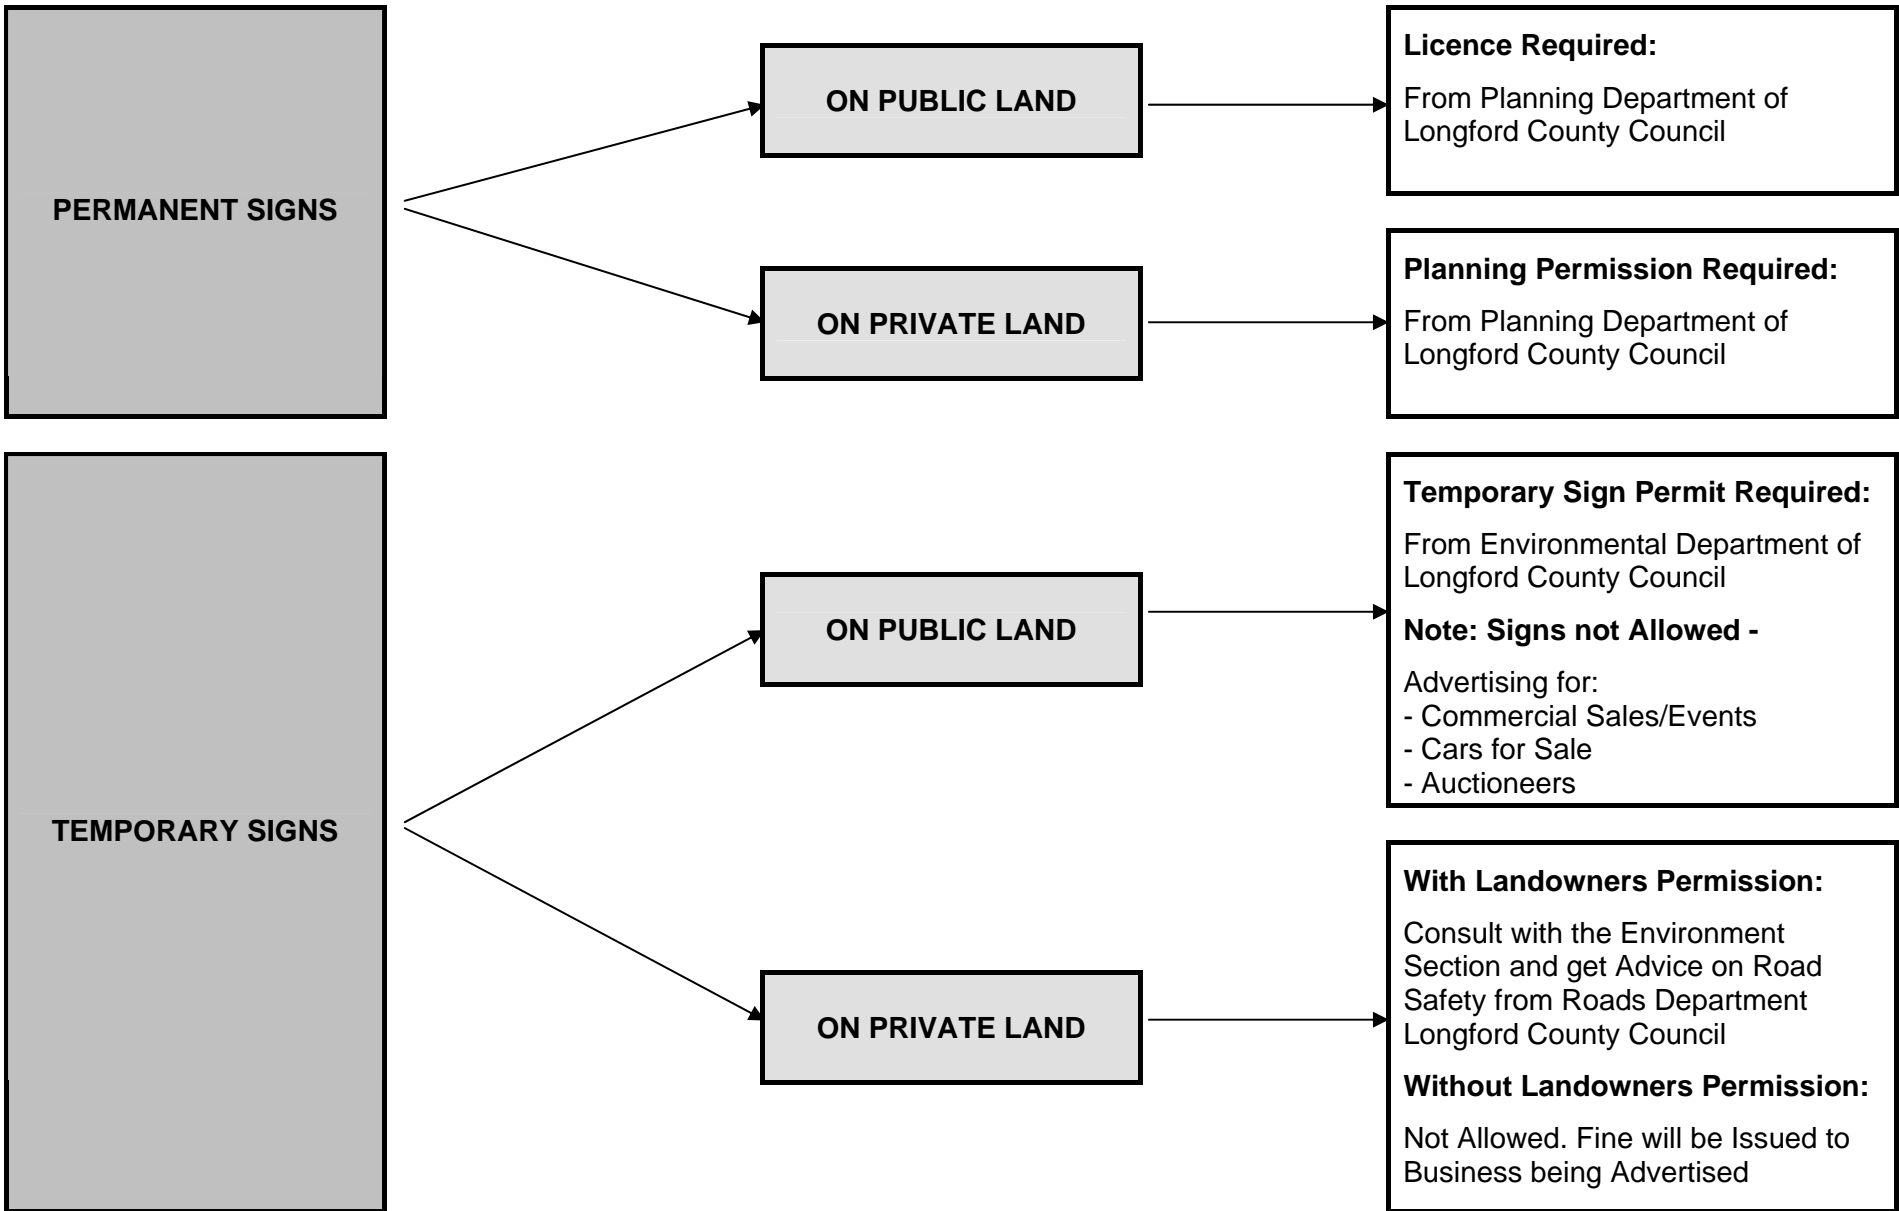 PERMANENT SIGNS
ON PUBLIC LAND
Licence Required:
From Planning Department of
Longford County Council
ON PRIVATE LAND
Planning Permission Required:
From Planning Department of
Longford County Council
TEMPORARY SIGNS
ON PUBLIC LAND
Temporary Sign Permit Required:
From Environmental Department of
Longford County Council
Note: Signs not Allowed -
Advertising for:
- Commercial Sales/Events
- Cars for Sale
- Auctioneers
ON PRIVATE LAND
With Landowners Permission:
Consult with the Environment
Section and get Advice on Road
Safety from Roads Department
Longford County Council
Without Landowners Permission:
Not Allowed. Fine will be Issued to
Business being Advertised